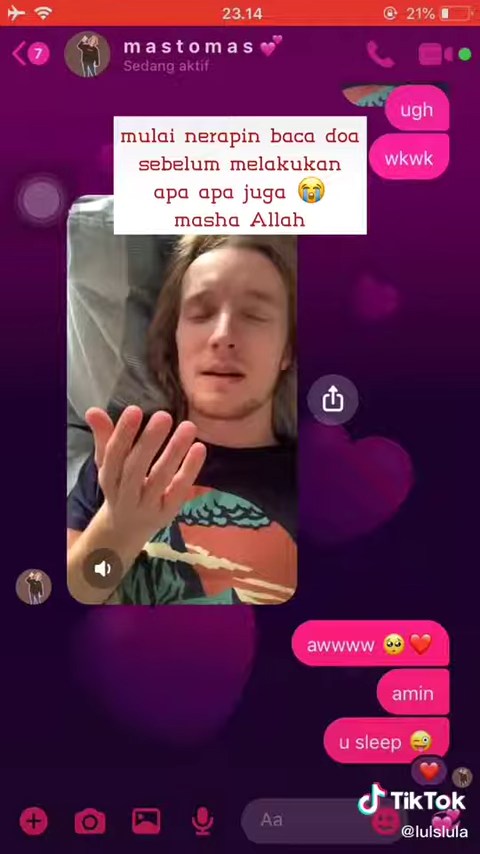 23.14
21%
7
mastomas💕
Sedang aktif
ugh
wkwk
mulai nerapin baca doa
sebelum melakukan
apa apa juga 😭
masha Allah
awwww 🥺❤️
amin
u sleep 😜
Aa
TikTok
@lulslula